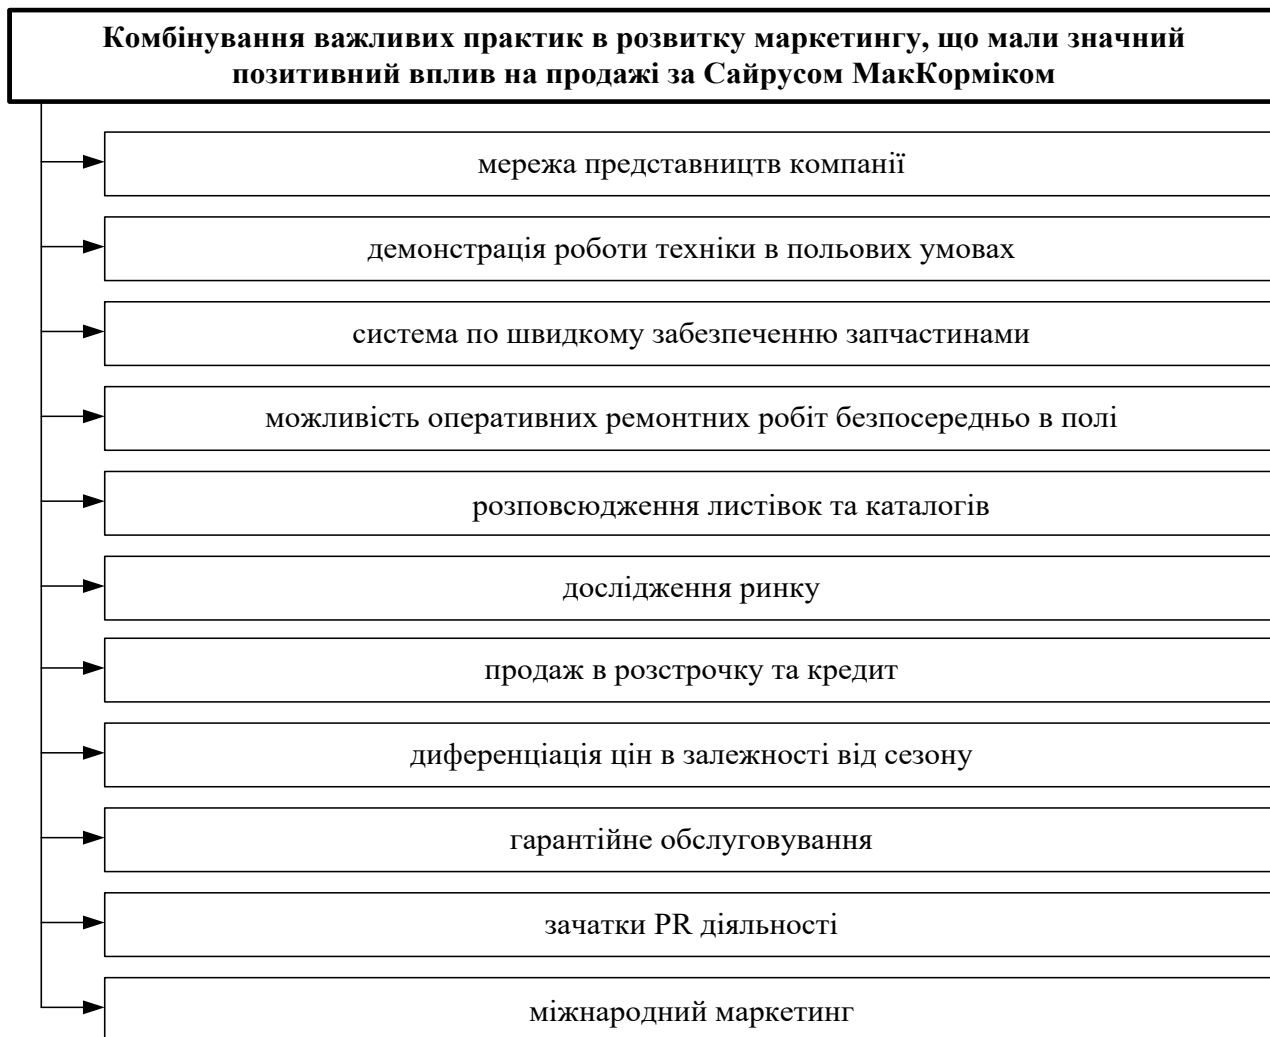 Комбінування важливих практик в розвитку маркетингу, що мали значний
позитивний вплив на продажі за Сайрусом МакКорміком
мережа представництв компанії
демонстрація роботи техніки в польових умовах
система по швидкому забезпеченню запчастинами
можливість оперативних ремонтних робіт безпосередньо в полі
розповсюдження листівок та каталогів
дослідження ринку
продаж в розстрочку та кредит
диференціація цін в залежності від сезону
гарантійне обслуговування
зачатки PR діяльності
міжнародний маркетинг